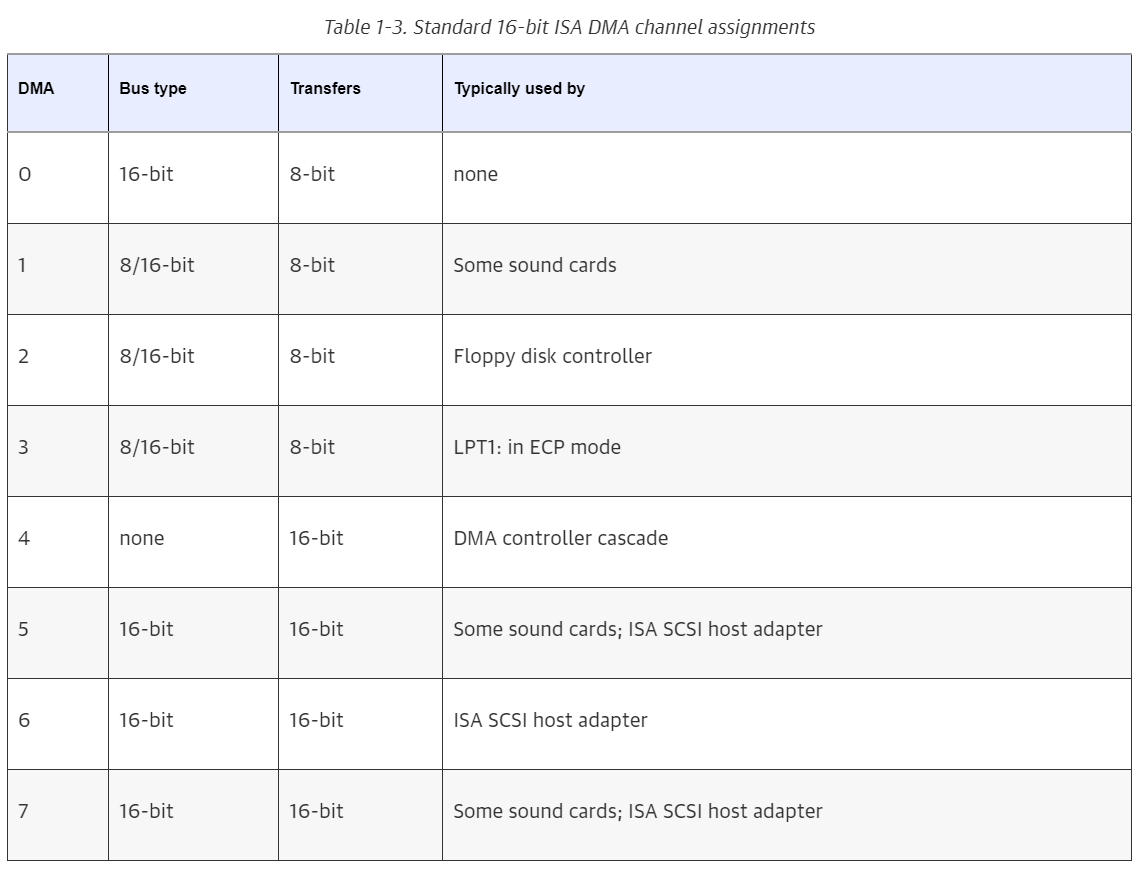 Table 1-3. Standard 16-bit ISA DMA channel assignments
DMA Bus type Transfers Typically used by
0 16-bit 8-bit none
1 8/16-bit 8-bit Some sound cards
2 8/16-bit 8-bit Floppy disk controller
3 8/16-bit 8-bit LPT1: in ECP mode
4 none 16-bit DMA controller cascade
5 16-bit 16-bit Some sound cards; ISA SCSI host adapter
6 16-bit 16-bit ISA SCSI host adapter
7 16-bit 16-bit Some sound cards; ISA SCSI host adapter